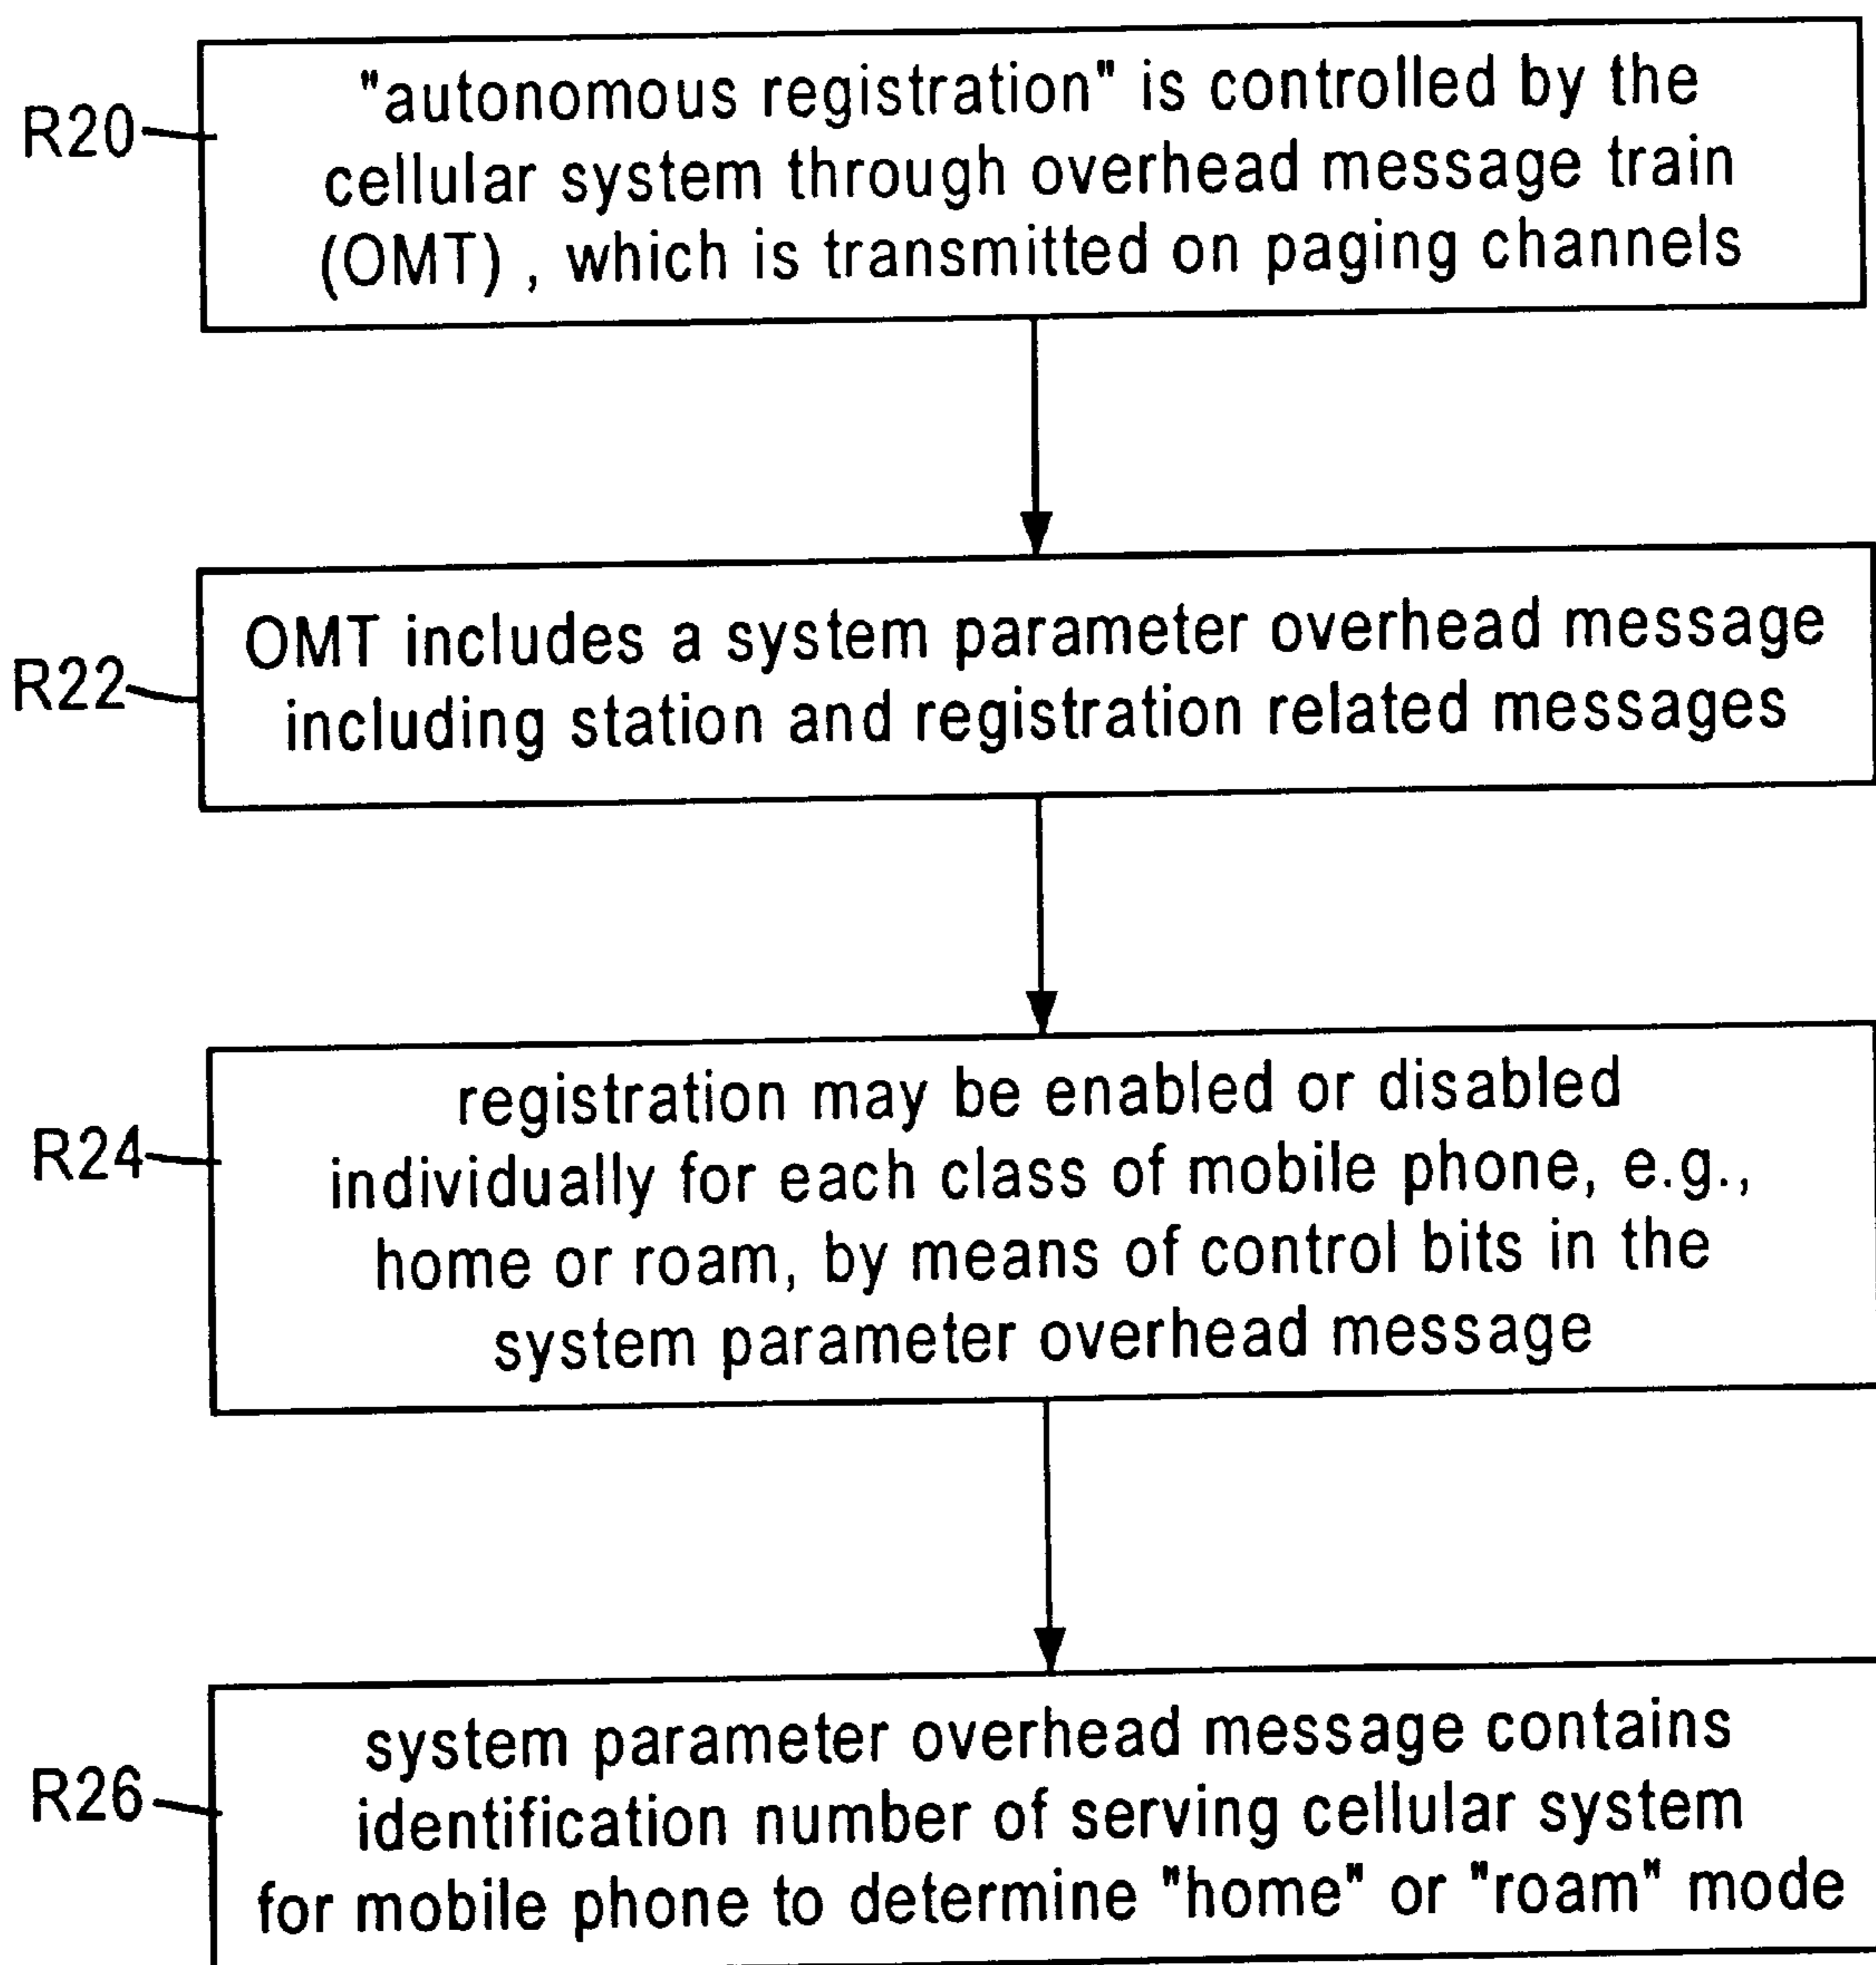 "autonomous registration" is controlled by the
R20
cellular system through overhead message train
(OMT) , which is transmitted on paging channels
OMT includes a system parameter overhead message
R22
including station and registration related messages
registration may be enabled or disabled
R24
individually for each class of mobile phone, e.g.,
home or roam, by means of control bits in the
system parameter overhead message
system parameter overhead message contains
R26
identification number of serving cellular system
for mobile phone to determine "home" or "roam" mode